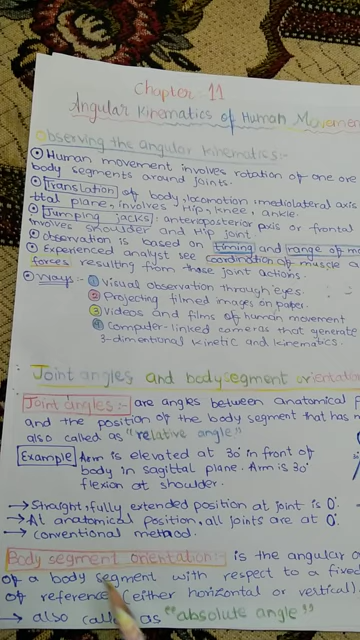 Chapter - 11
Angular Kinematics of Human Movem
Observing the angular kinematics:-
Human movement involves rotation of one or
body segments around joints.
Translation of body, locomotion, mediolateral axis
ttal plane, involves Hip, knee, ankle.
Jumping jacks: anteroposterior axis or frontal
involves shoulder and Hip joint.
Observation is based on timing and range of mo
Experienced analyst see coordination of muscle a
forces resulting from those joint actions.
Ways:- 1 Visual observation through eyes.
2 Projecting filmed images on paper.
3 Videos and films of human movement
4 Computer-linked cameras that generate
3-dimentional kinetic and kinematics.
Joint angles and body segment orientatio
Joint angles:- are angles between anatomical p
and the position of the body segment that has m
also called as "relative angle"
Example Arm is elevated at 30° in front of
body in sagittal plane. Arm is 30°
flexion at shoulder.
→ Straight, fully extended position at joint is 0°
→ At anatomical position, all joints are at 0°
→ conventional method.
Body segment orientation:- is the angular o
of a body segment with respect to a fixed
of reference (either horizontal or vertical)
→ also called as "absolute angle"